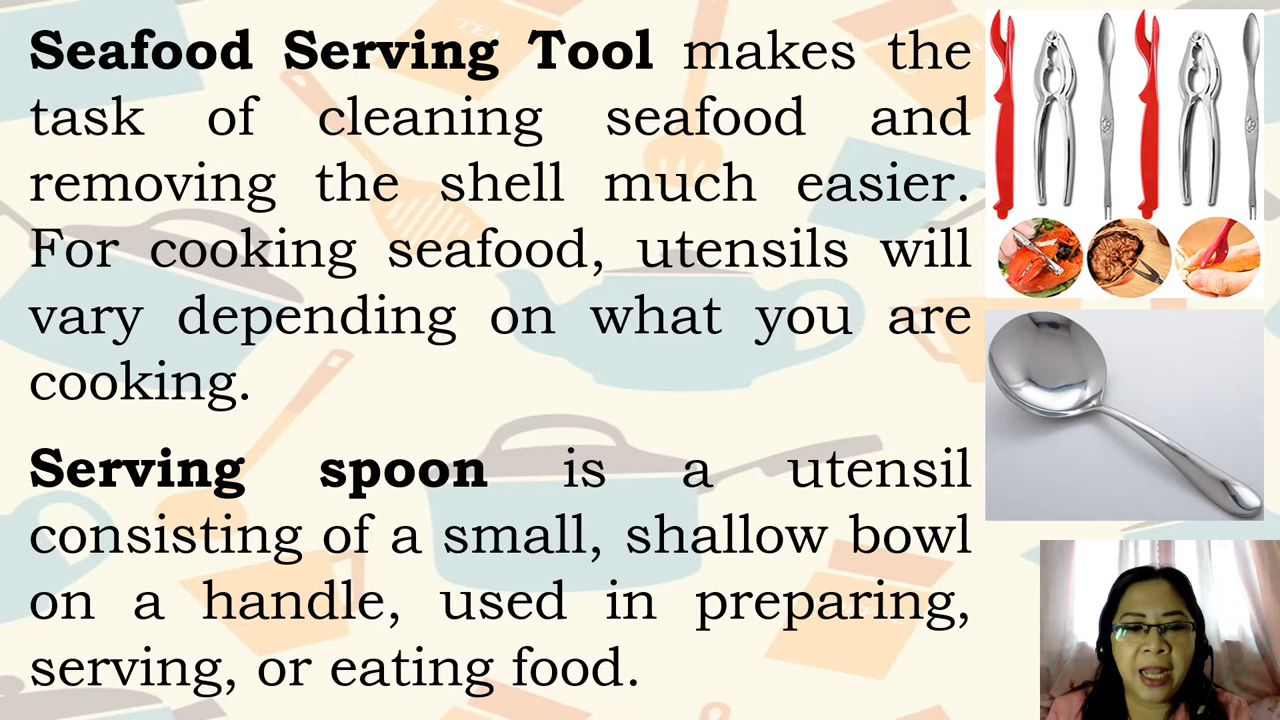 Seafood Serving Tool makes the
task of cleaning seafood and
removing the shell much easier.
For cooking seafood, utensils will
vary depending on what you are
cooking.
Serving spoon is a utensil
consisting of a small, shallow bowl
on a handle, used in preparing,
serving, or eating food.